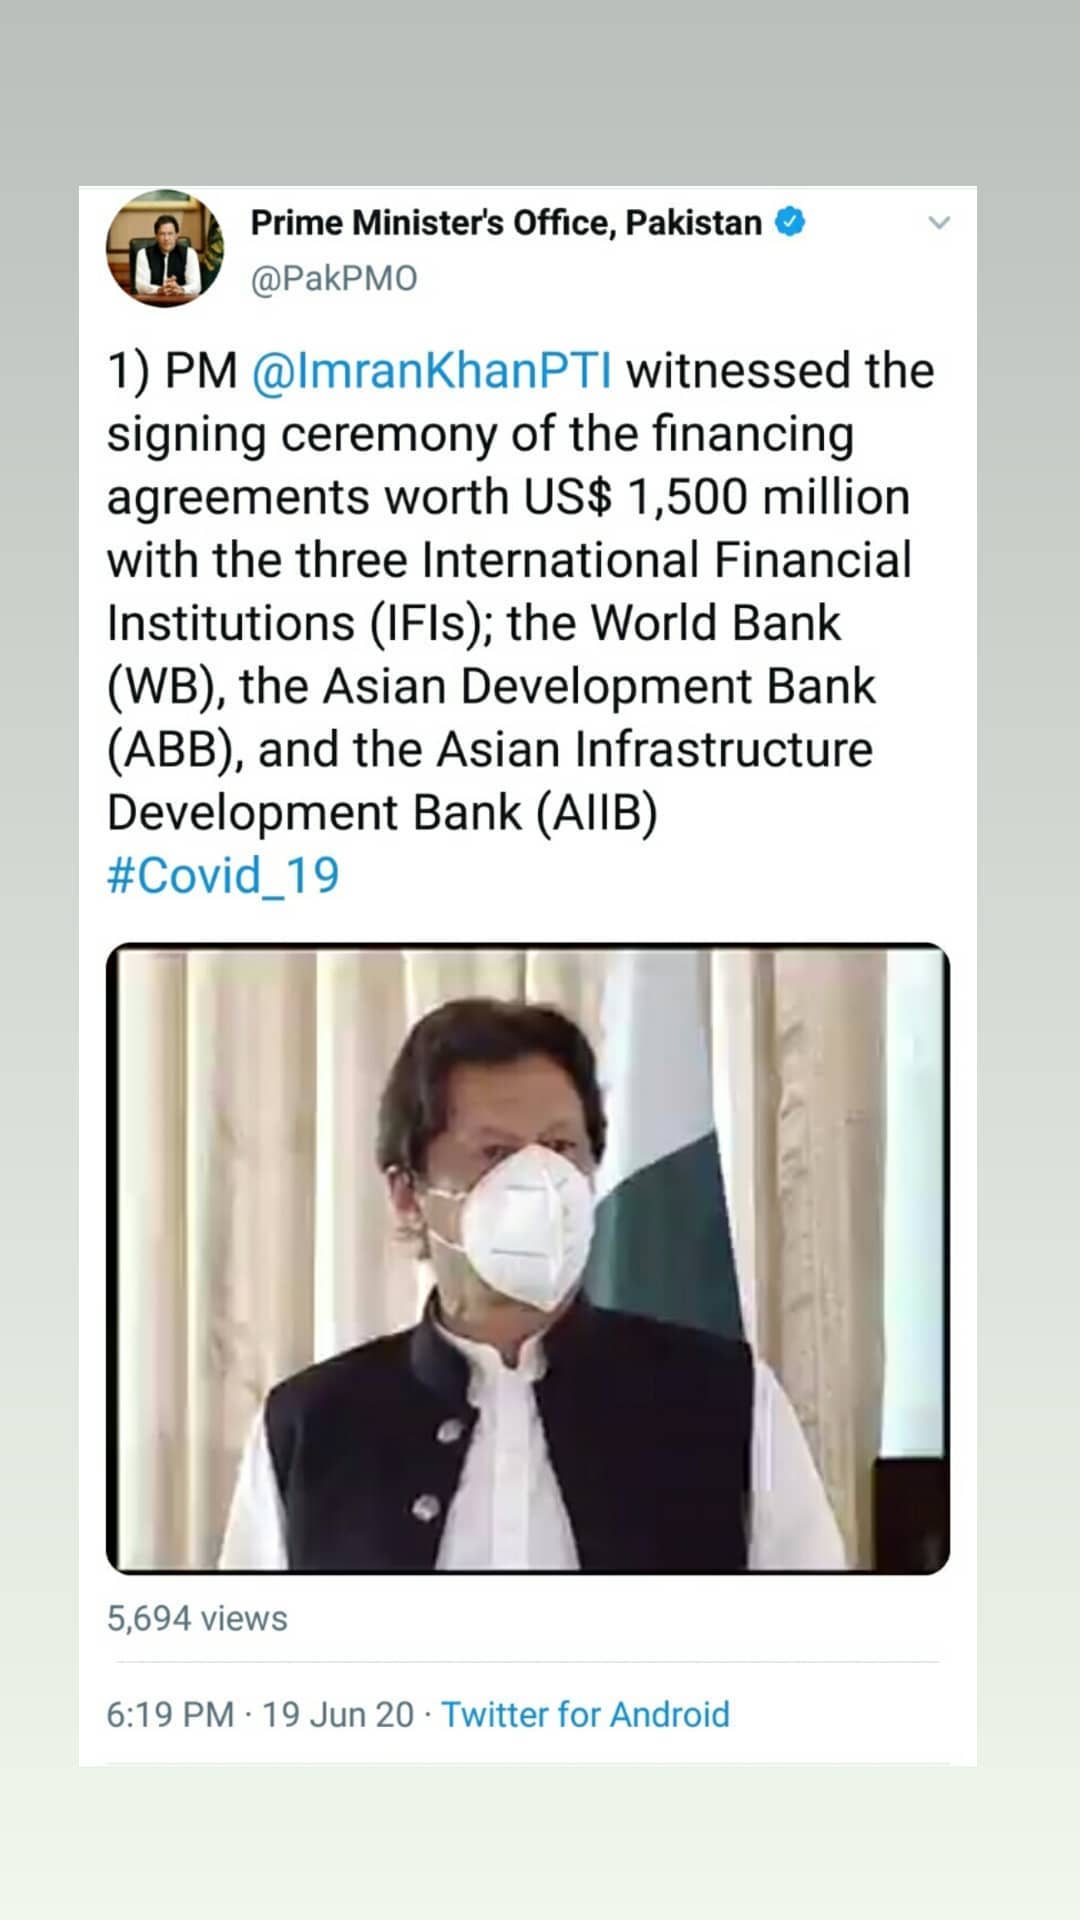 Prime Minister's Office, Pakistan
@PakPMO
1) PM @ImranKhanPTI witnessed the
signing ceremony of the financing
agreements worth US$ 1,500 million
with the three International Financial
Institutions (IFIs); the World Bank
(WB), the Asian Development Bank
(ABB), and the Asian Infrastructure
Development Bank (AIIB)
#Covid_19
5,694 views
6:19 PM · 19 Jun 20 · Twitter for Android